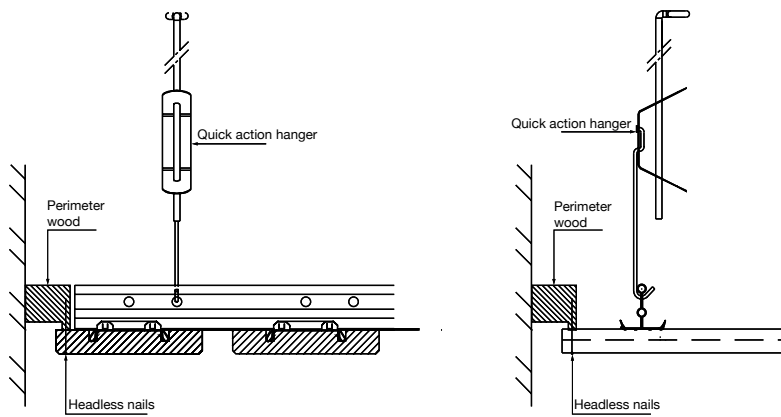 Quick action hanger
Perimeter
wood
Headless nails
Quick action hanger
Perimeter
wood
Headless nails